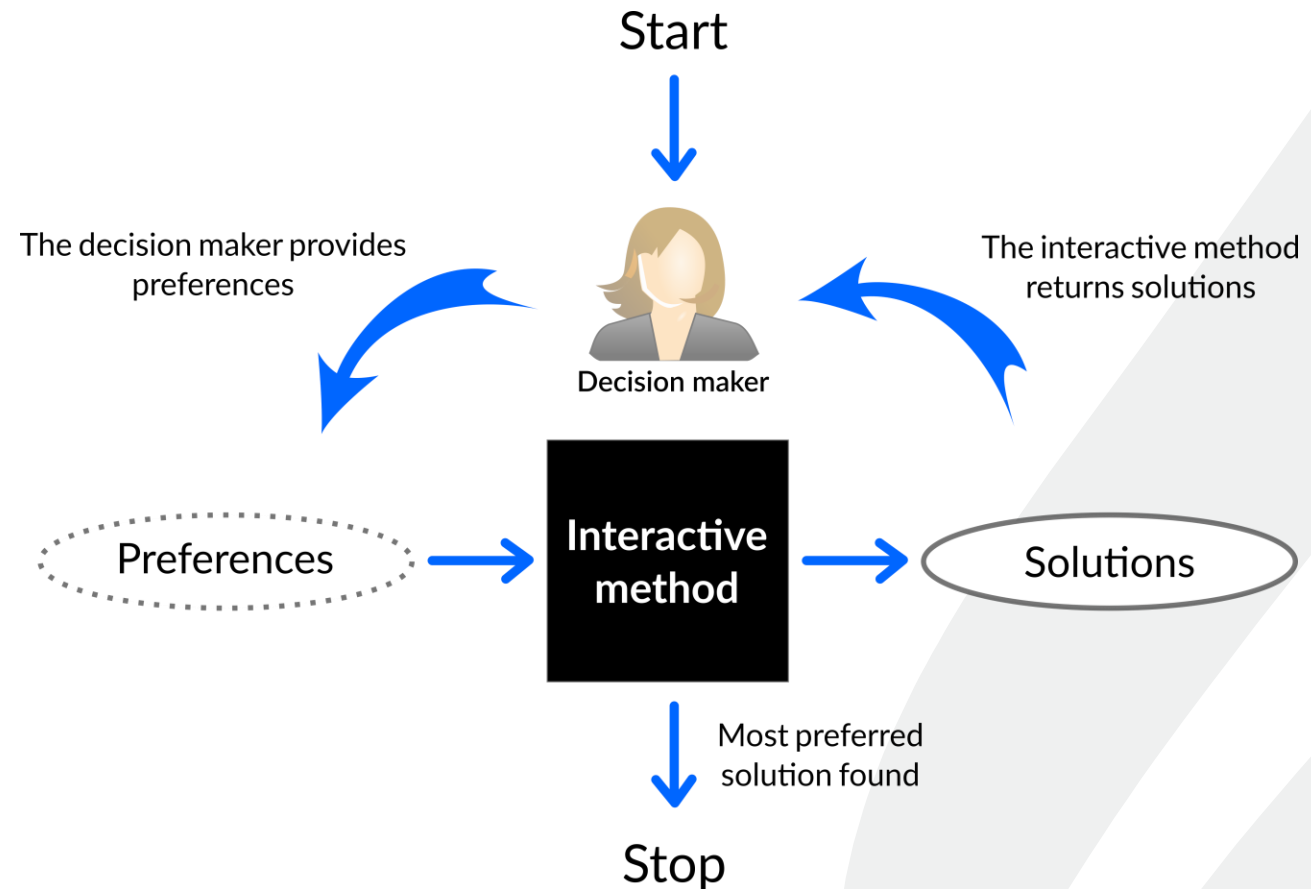 Start
The decision maker provides
preferences
The interactive method
returns solutions
Decision maker
Preferences
Interactive
method
Solutions
Most preferred
solution found
Stop